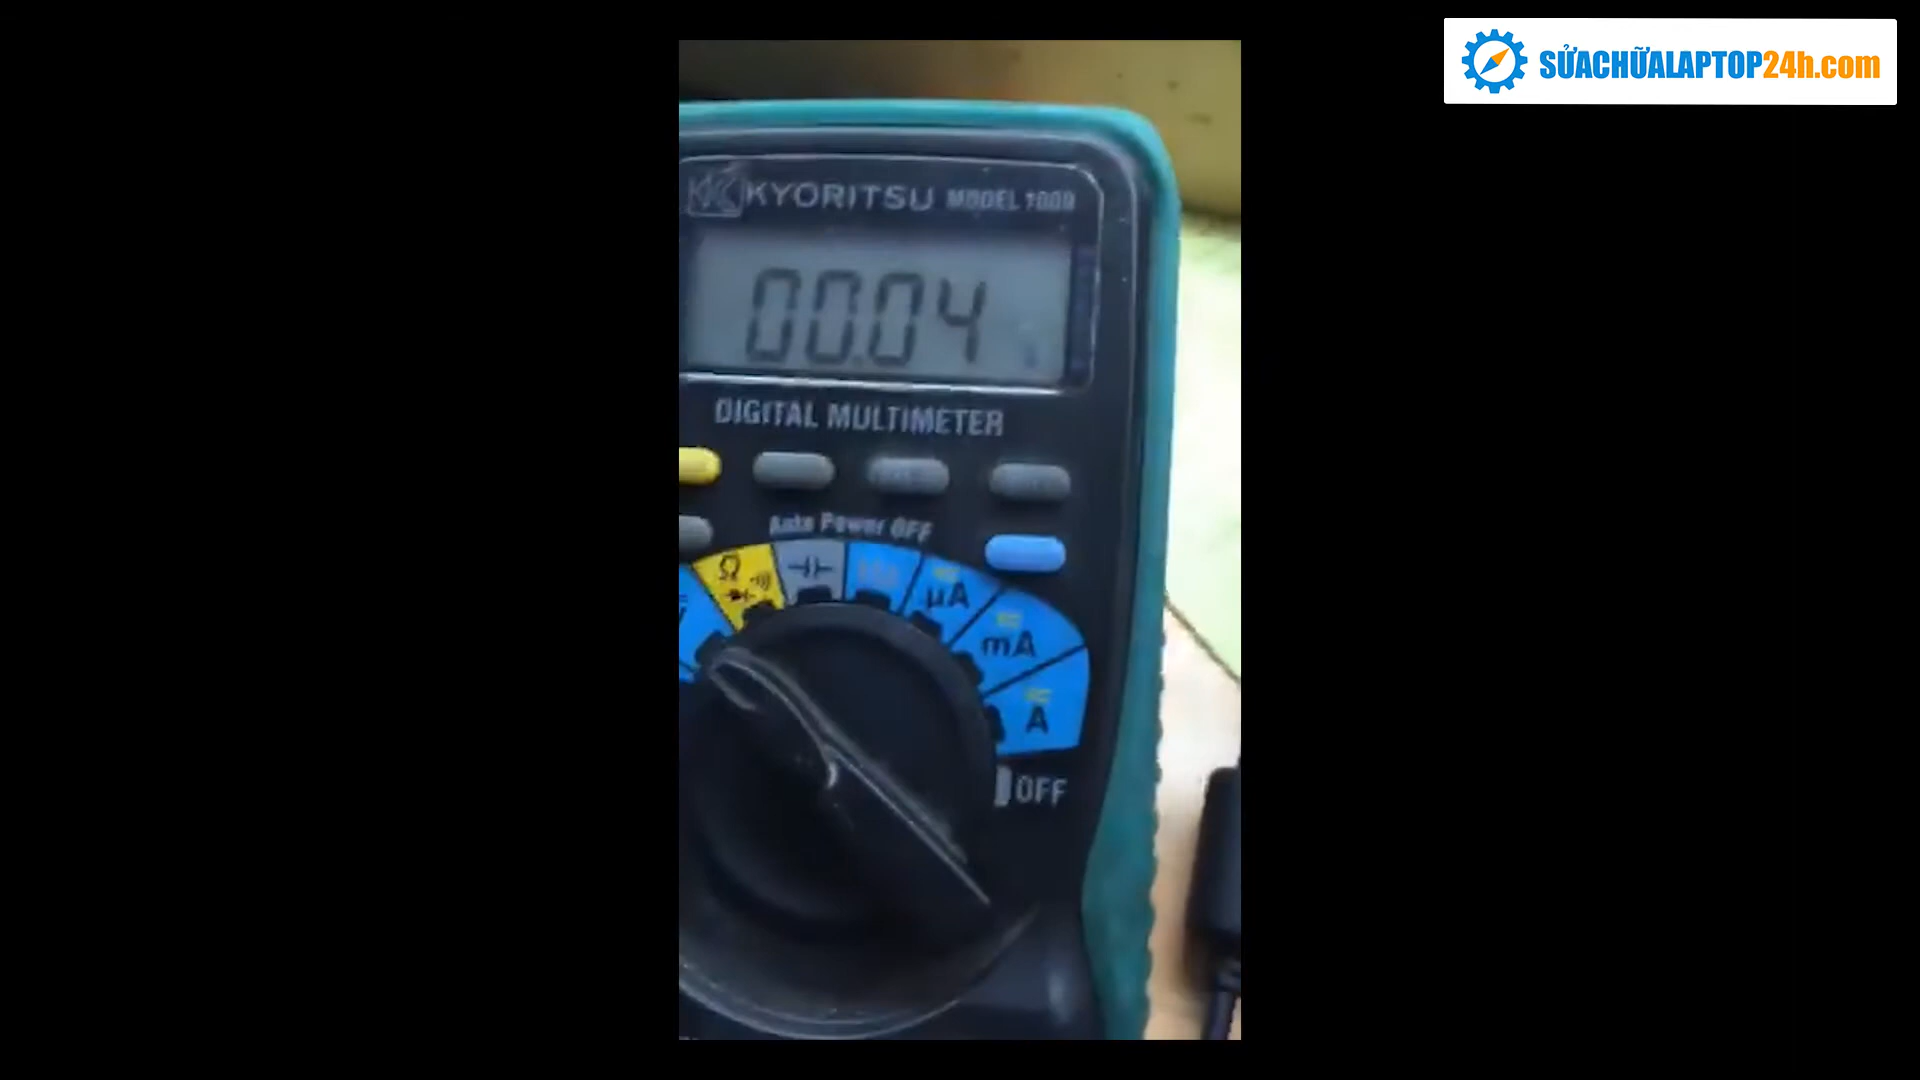 SỬACHỮALAPTOP24h.com
KYORITSU MODEL 1009
00.04
DIGITAL MULTIMETER
Auto Power OFF
Ω
µA
mA
A
OFF